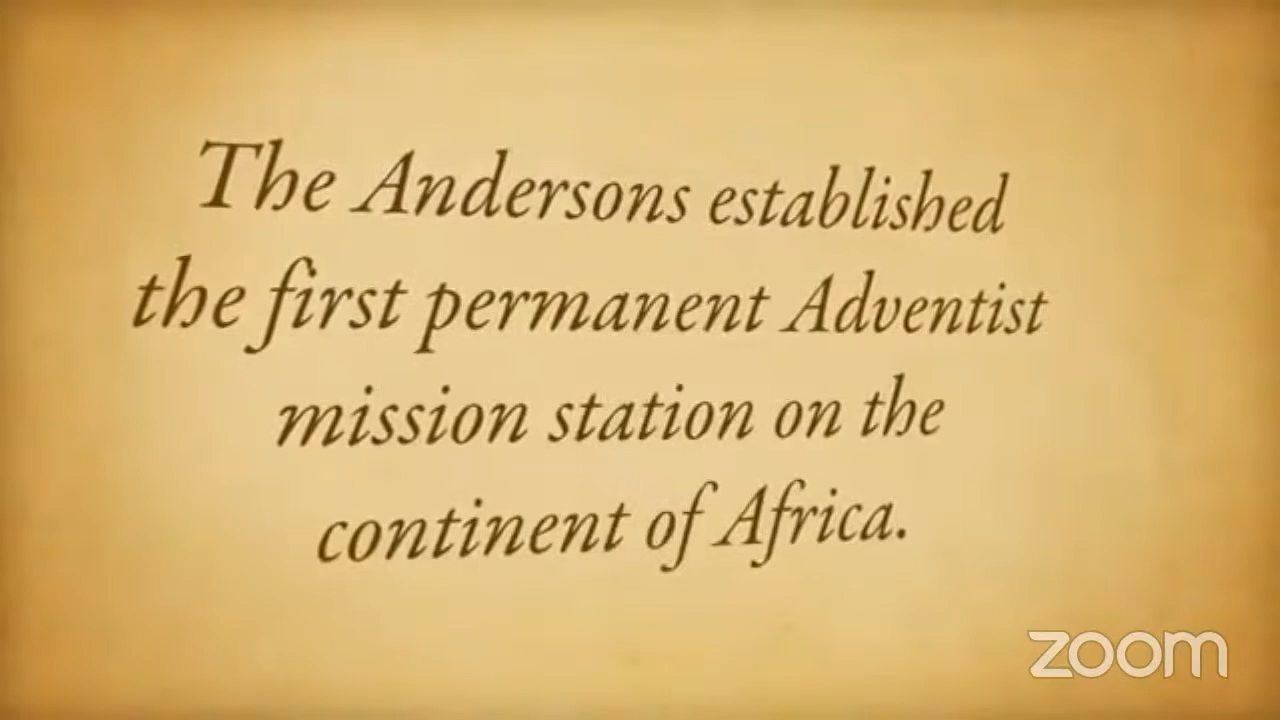 The Andersons established
the first permanent Adventist
mission station on the
continent of Africa.
zoom